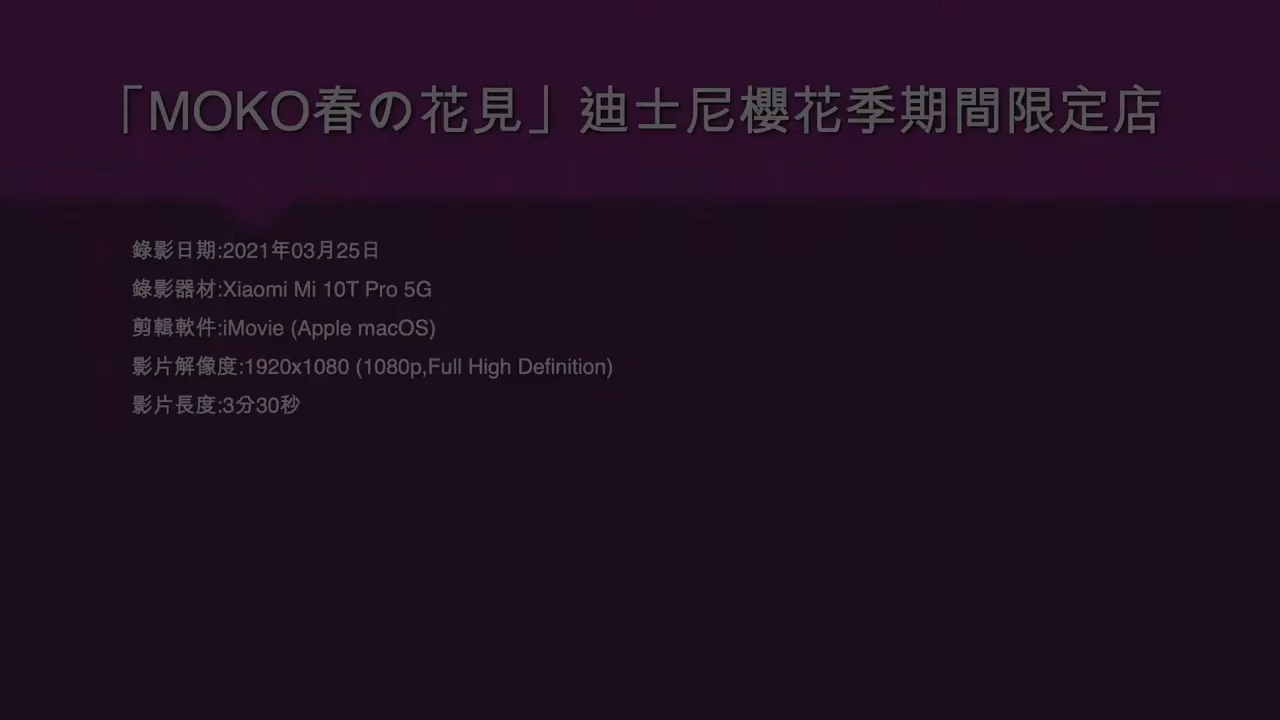 「MOKO春の花見」迪士尼櫻花季期間限定店
錄影日期:2021年03月25日
錄影器材:Xiaomi Mi 10T Pro 5G
剪輯軟件:iMovie (Apple macOS)
影片解像度:1920x1080 (1080p,Full High Definition)
影片長度:3分30秒